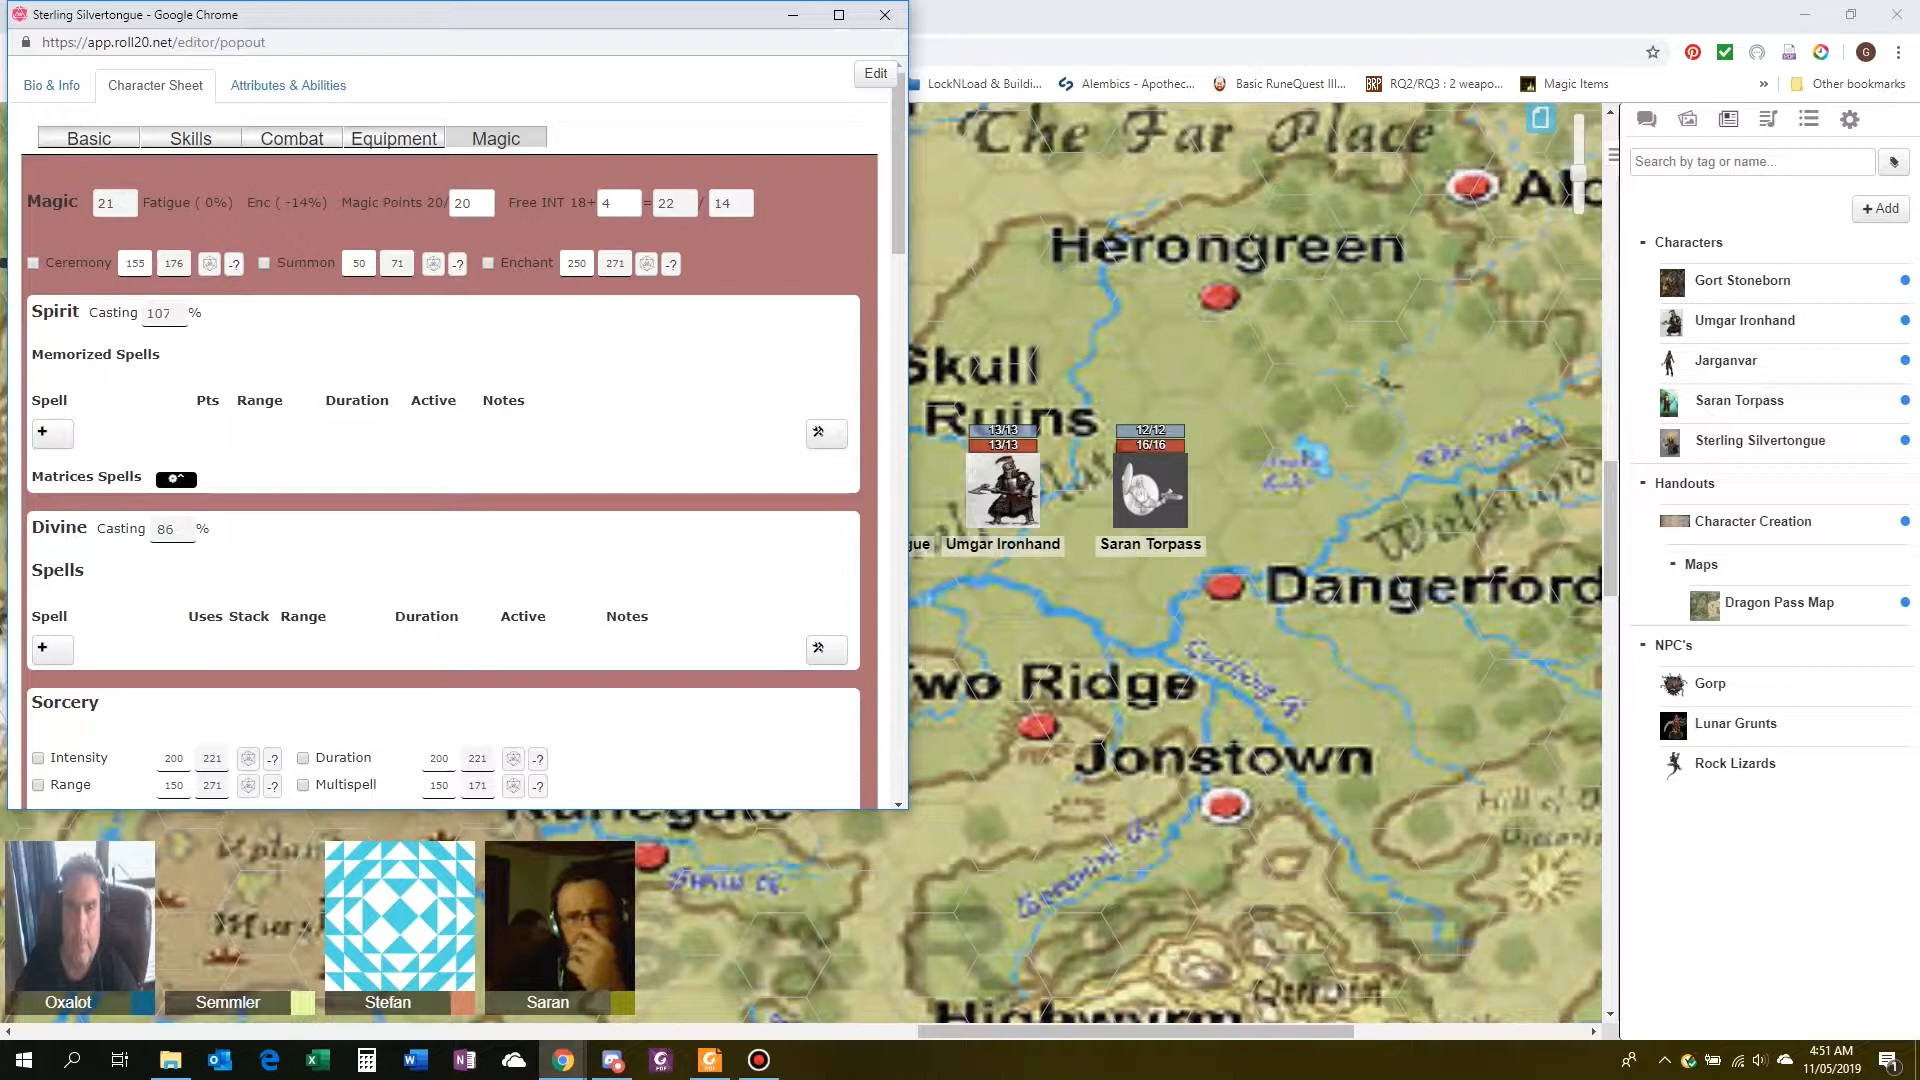 Sterling Silvertongue - Google Chrome
https://app.roll20.net/editor/popout
Bio & Info
Character Sheet
Attributes & Abilities
Edit
Basic
Skills
Combat
Equipment
Magic
Magic 21 Fatigue ( 0%) Enc ( -14%) Magic Points 20/ 20 Free INT 18+ 4 = 22 / 14
Ceremony 155 176 -? Summon 50 71 -? Enchant 250 271 -?
Spirit Casting 107 %
Memorized Spells
Spell Pts Range Duration Active Notes
+
Matrices Spells
Divine Casting 86 %
Spells
Spell Uses Stack Range Duration Active Notes
+
Sorcery
Intensity 200 221 -? Duration 200 221 -?
Range 150 271 -? Multispell 150 171 -?
LockNLoad & Buildi...
Alembics - Apothec...
Basic RuneQuest III...
BRP
RQ2/RQ3 : 2 weapo...
Magic Items
»
Other bookmarks
G
The Far Place
Herongreen
Skull
Ruins
13/13
13/13
12/12
16/16
gue
Umgar Ironhand
Saran Torpass
Dangerford
Two Ridge
Jonstown
Search by tag or name...
+ Add
Characters
Gort Stoneborn
Umgar Ironhand
Jarganvar
Saran Torpass
Sterling Silvertongue
Handouts
Character Creation
Maps
Dragon Pass Map
NPC's
Gorp
Lunar Grunts
Rock Lizards
Oxalot
Semmler
Stefan
Saran
4:51 AM
11/05/2019
1